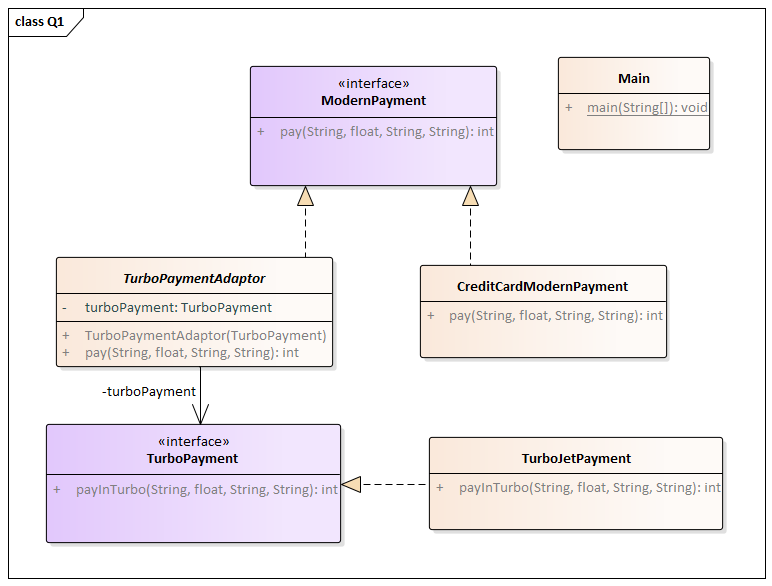 class Q1
«interface»
ModernPayment
+ pay(String, float, String, String): int
Main
+ main(String[]): void
TurboPaymentAdaptor
- turboPayment: TurboPayment
+ TurboPaymentAdaptor(TurboPayment)
+ pay(String, float, String, String): int
CreditCardModernPayment
+ pay(String, float, String, String): int
-turboPayment
«interface»
TurboPayment
+ payInTurbo(String, float, String, String): int
TurboJetPayment
+ payInTurbo(String, float, String, String): int